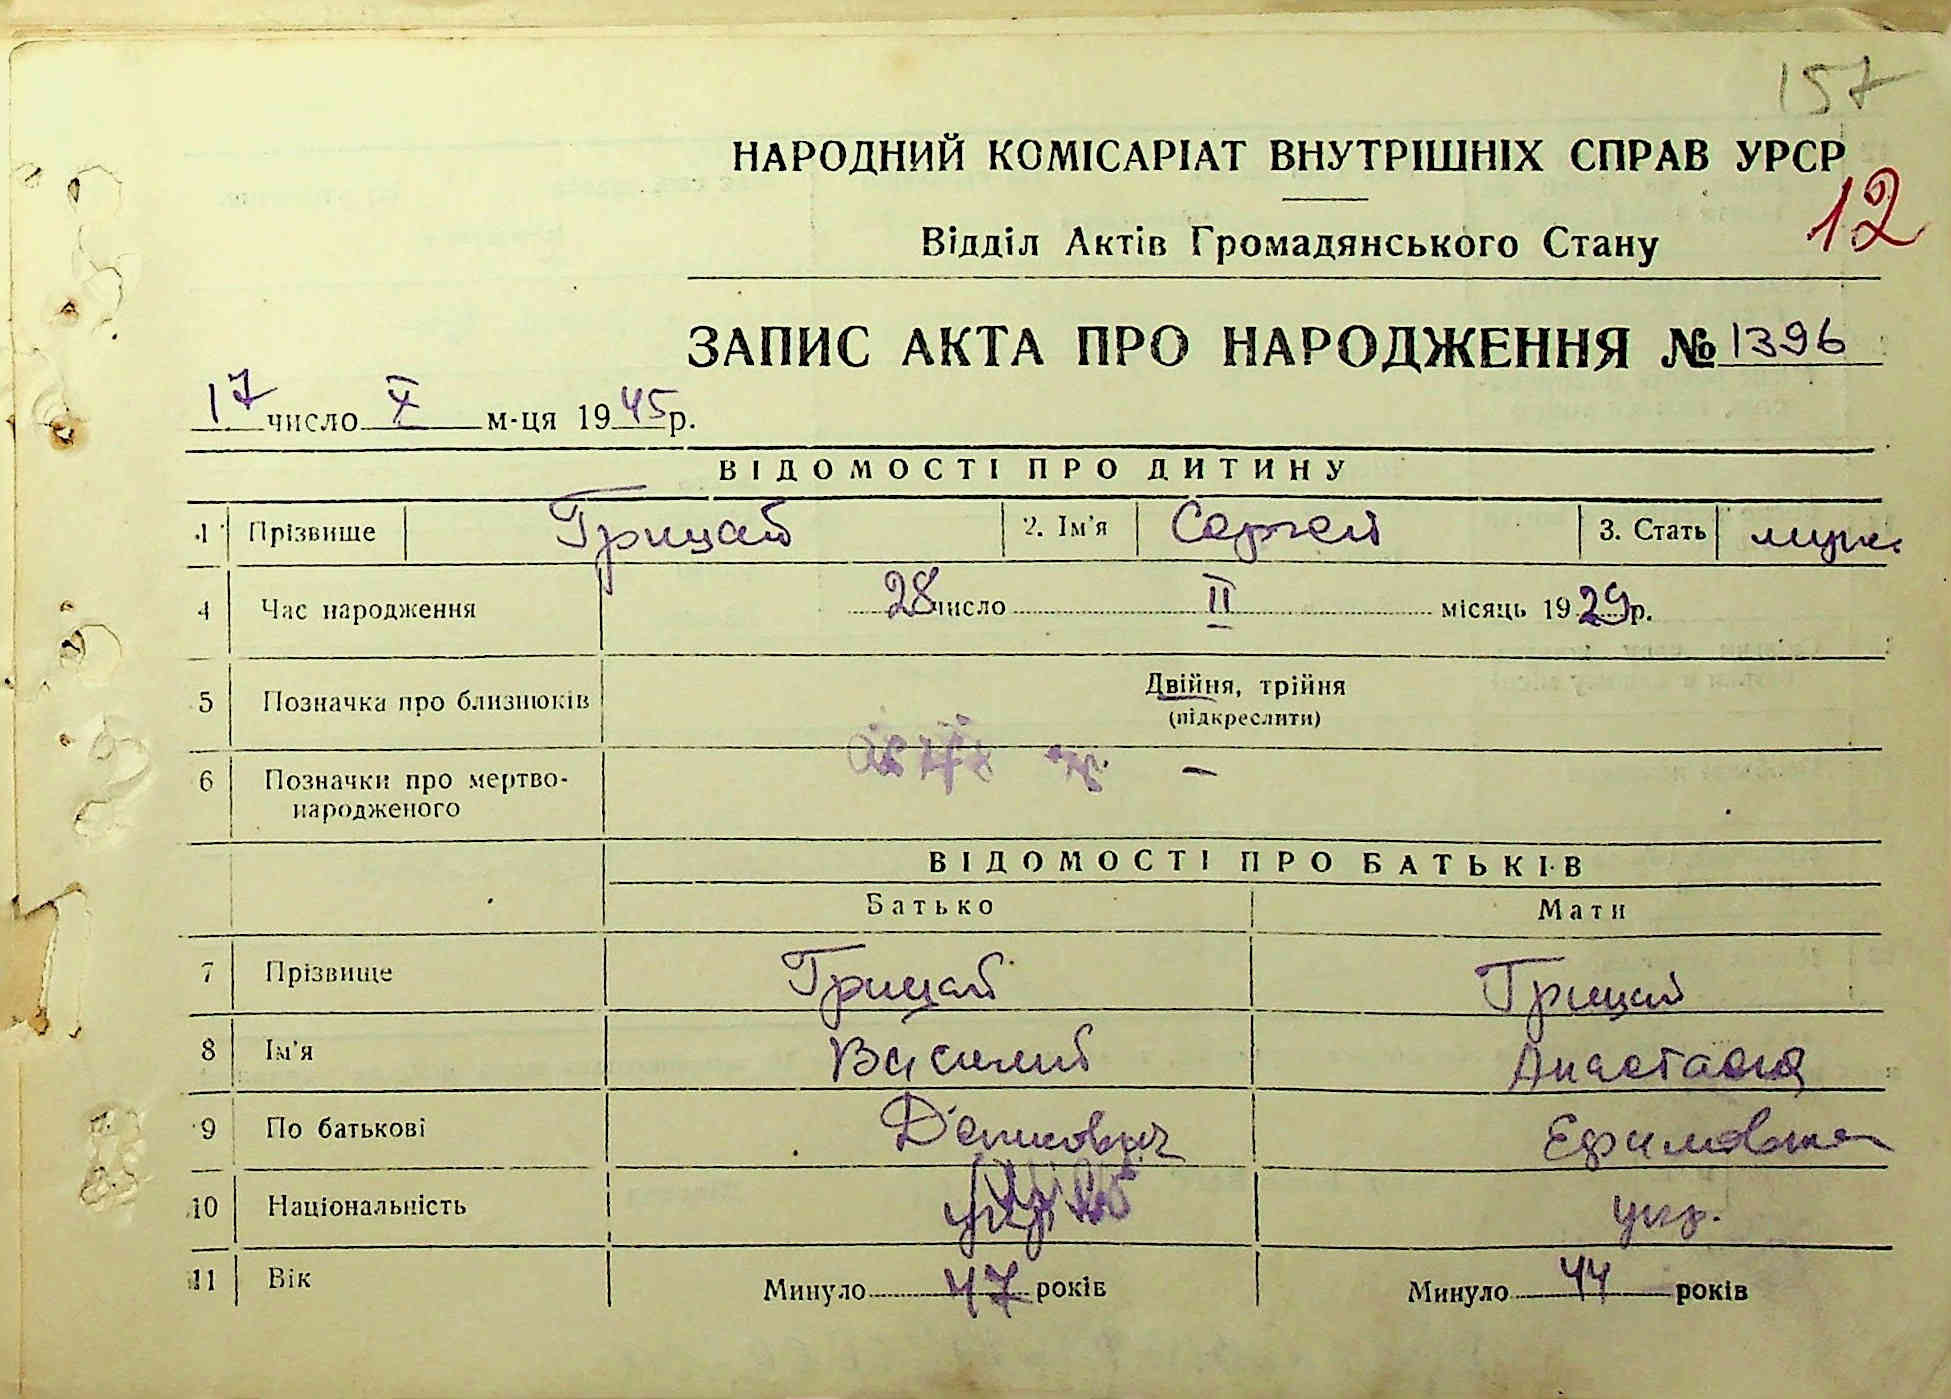 157
НАРОДНИЙ КОМІСАРІАТ ВНУТРІШНІХ СПРАВ УРСР
12
Відділ Актів Громадянського Стану
ЗАПИС АКТА ПРО НАРОДЖЕННЯ № 1396
17 число X м-ця 1945 р.
ВІДОМОСТІ ПРО ДИТИНУ
1 Прізвище Грицай 2. Ім'я Сергей 3. Стать муж.
4 Час народження 28 число II місяць 1929 р.
5 Позначка про близнюків Двійня, трійня
(підкреслити)
6 Позначки про мертво- —
народженого
ВІДОМОСТІ ПРО БАТЬКІВ
Батько Мати
7 Прізвище Грицай Грицай
8 Ім'я Василий Анастасия
9 По батькові Ефимовна
10 Національність укр.
11 Вік Минуло 47 років Минуло 44 років